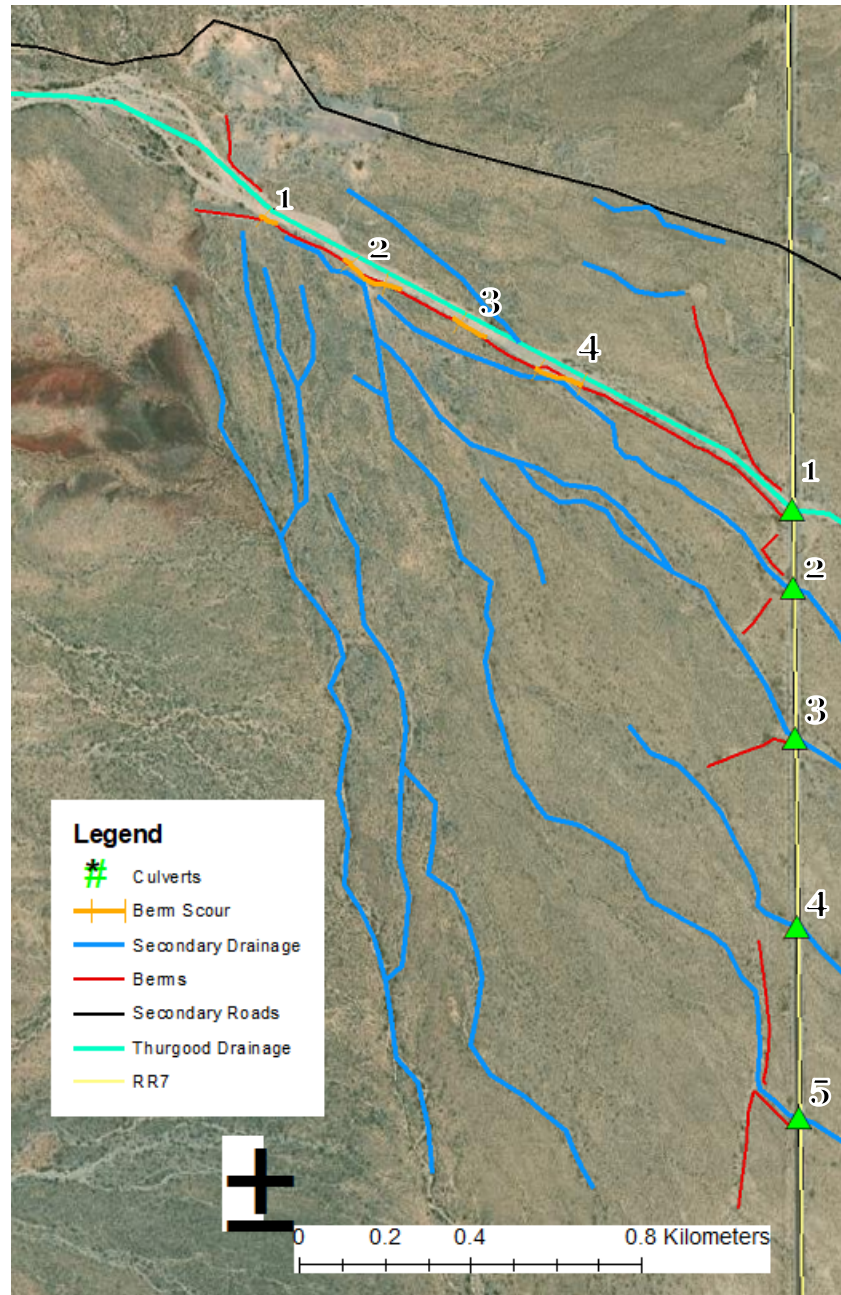 1
2
3
4
1
2
3
4
5
Legend
*
# Culverts
Berm Scour
Secondary Drainage
Berms
Secondary Roads
Thurgood Drainage
RR7
±
0 0.2 0.4 0.8 Kilometers